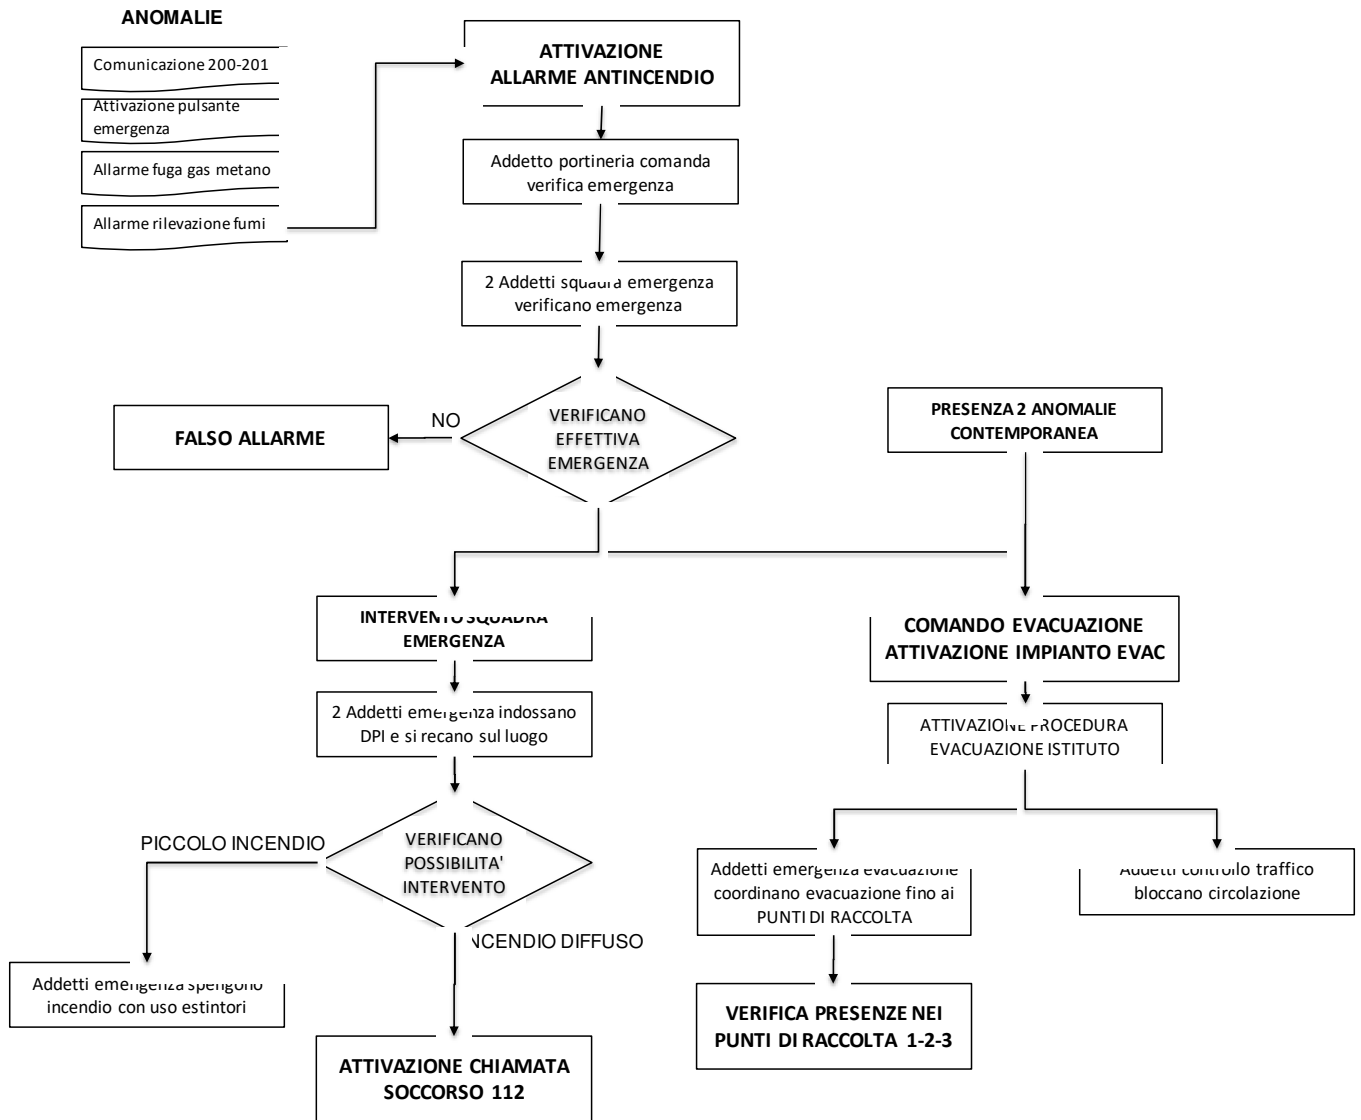 ANOMALIE
Comunicazione 200-201
Attivazione pulsante
emergenza
Allarme fuga gas metano
Allarme rilevazione fumi
ATTIVAZIONE
ALLARME ANTINCENDIO
Addetto portineria comanda
verifica emergenza
2 Addetti squadra emergenza
verificano emergenza
VERIFICANO
EFFETTIVA
EMERGENZA
NO
FALSO ALLARME
PRESENZA 2 ANOMALIE
CONTEMPORANEA
INTERVENTO SQUADRA
EMERGENZA
2 Addetti emergenza indossano
DPI e si recano sul luogo
VERIFICANO
POSSIBILITA'
INTERVENTO
PICCOLO INCENDIO
NCENDIO DIFFUSO
Addetti emergenza spengono
incendio con uso estintori
ATTIVAZIONE CHIAMATA
SOCCORSO 112
COMANDO EVACUAZIONE
ATTIVAZIONE IMPIANTO EVAC
ATTIVAZIONE PROCEDURA
EVACUAZIONE ISTITUTO
Addetti emergenza evacuazione
coordinano evacuazione fino ai
PUNTI DI RACCOLTA
Addetti controllo traffico
bloccano circolazione
VERIFICA PRESENZE NEI
PUNTI DI RACCOLTA 1-2-3